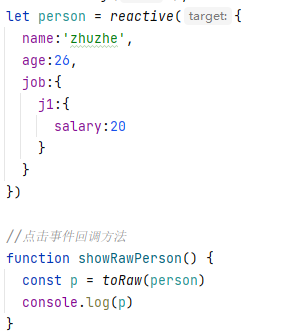 let person = reactive( target: {
  name:'zhuzhe',
  age:26,
  job:{
    j1:{
      salary:20
    }
  }
})
//点击事件回调方法
function showRawPerson() {
  const p = toRaw(person)
  console.log(p)
}